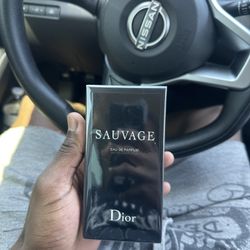 NISSAN
SAUVAGE
EAU DE PARFUM
Dior